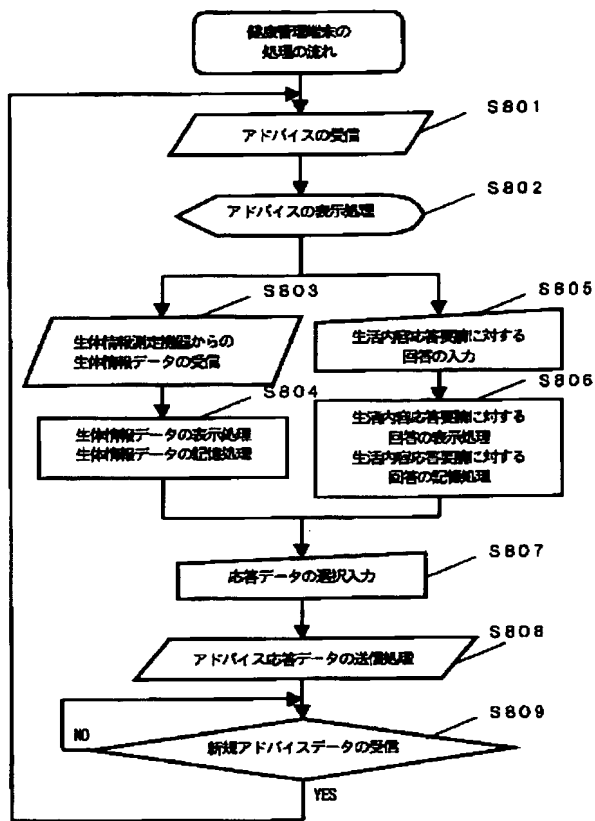 健康管理端末の
処理の流れ
S801
アドバイスの受信
S802
アドバイスの表示処理
S803
生体情報測定機器からの
生体情報データの受信
S804
生体情報データの表示処理
生体情報データの記憶処理
S805
生活内容応答要請に対する
回答の入力
S806
生活内容応答要請に対する
回答の表示処理
生活内容応答要請に対する
回答の記憶処理
S807
応答データの選択入力
S808
アドバイス応答データの送信処理
S809
新規アドバイスデータの受信
NO
YES